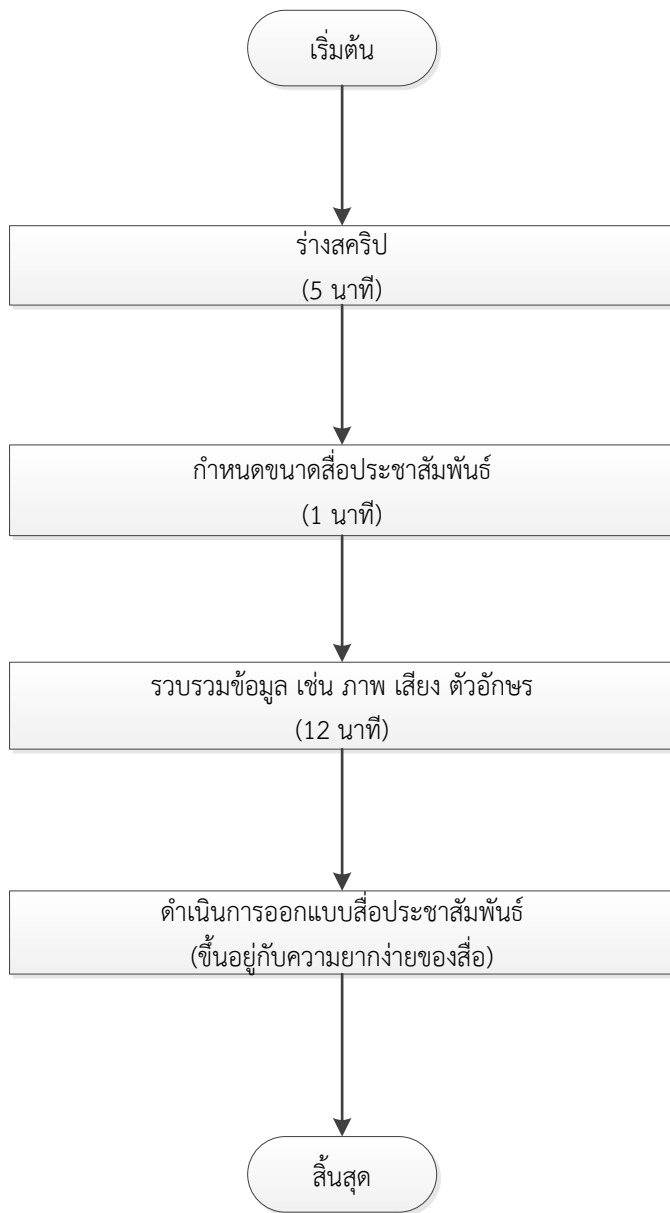 เริ่มต้น
ร่างสคริป
(5 นาที)
กำหนดขนาดสื่อประชาสัมพันธ์
(1 นาที)
รวบรวมข้อมูล เช่น ภาพ เสียง ตัวอักษร
(12 นาที)
ดำเนินการออกแบบสื่อประชาสัมพันธ์
(ขึ้นอยู่กับความยากง่ายของสื่อ)
สิ้นสุด